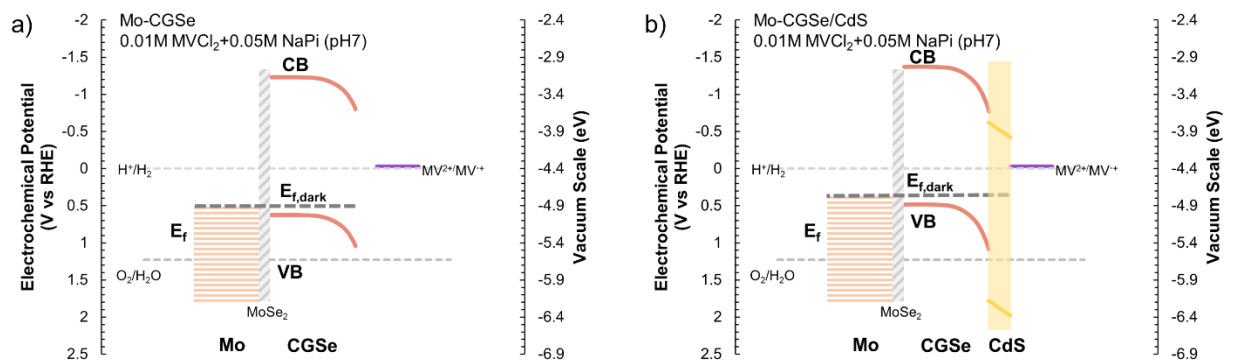 a)
Mo-CGSe
0.01M MVCl₂+0.05M NaPi (pH7)
Electrochemical Potential
(V vs RHE)
-2
-1.5
-1
-0.5
0
0.5
1
1.5
2
2.5
CB
H⁺/H₂
MV²⁺/MV·⁺
E_f,dark
E_f
VB
O₂/H₂O
MoSe₂
Mo
CGSe
-2.4
-2.9
-3.4
-3.9
-4.4
-4.9
-5.4
-5.9
-6.4
-6.9
Vacuum Scale (eV)
b)
Mo-CGSe/CdS
0.01M MVCl₂+0.05M NaPi (pH7)
Electrochemical Potential
(V vs RHE)
-2
-1.5
-1
-0.5
0
0.5
1
1.5
2
2.5
CB
H⁺/H₂
MV²⁺/MV·⁺
E_f,dark
E_f
VB
O₂/H₂O
MoSe₂
Mo
CGSe
CdS
-2.4
-2.9
-3.4
-3.9
-4.4
-4.9
-5.4
-5.9
-6.4
-6.9
Vacuum Scale (eV)